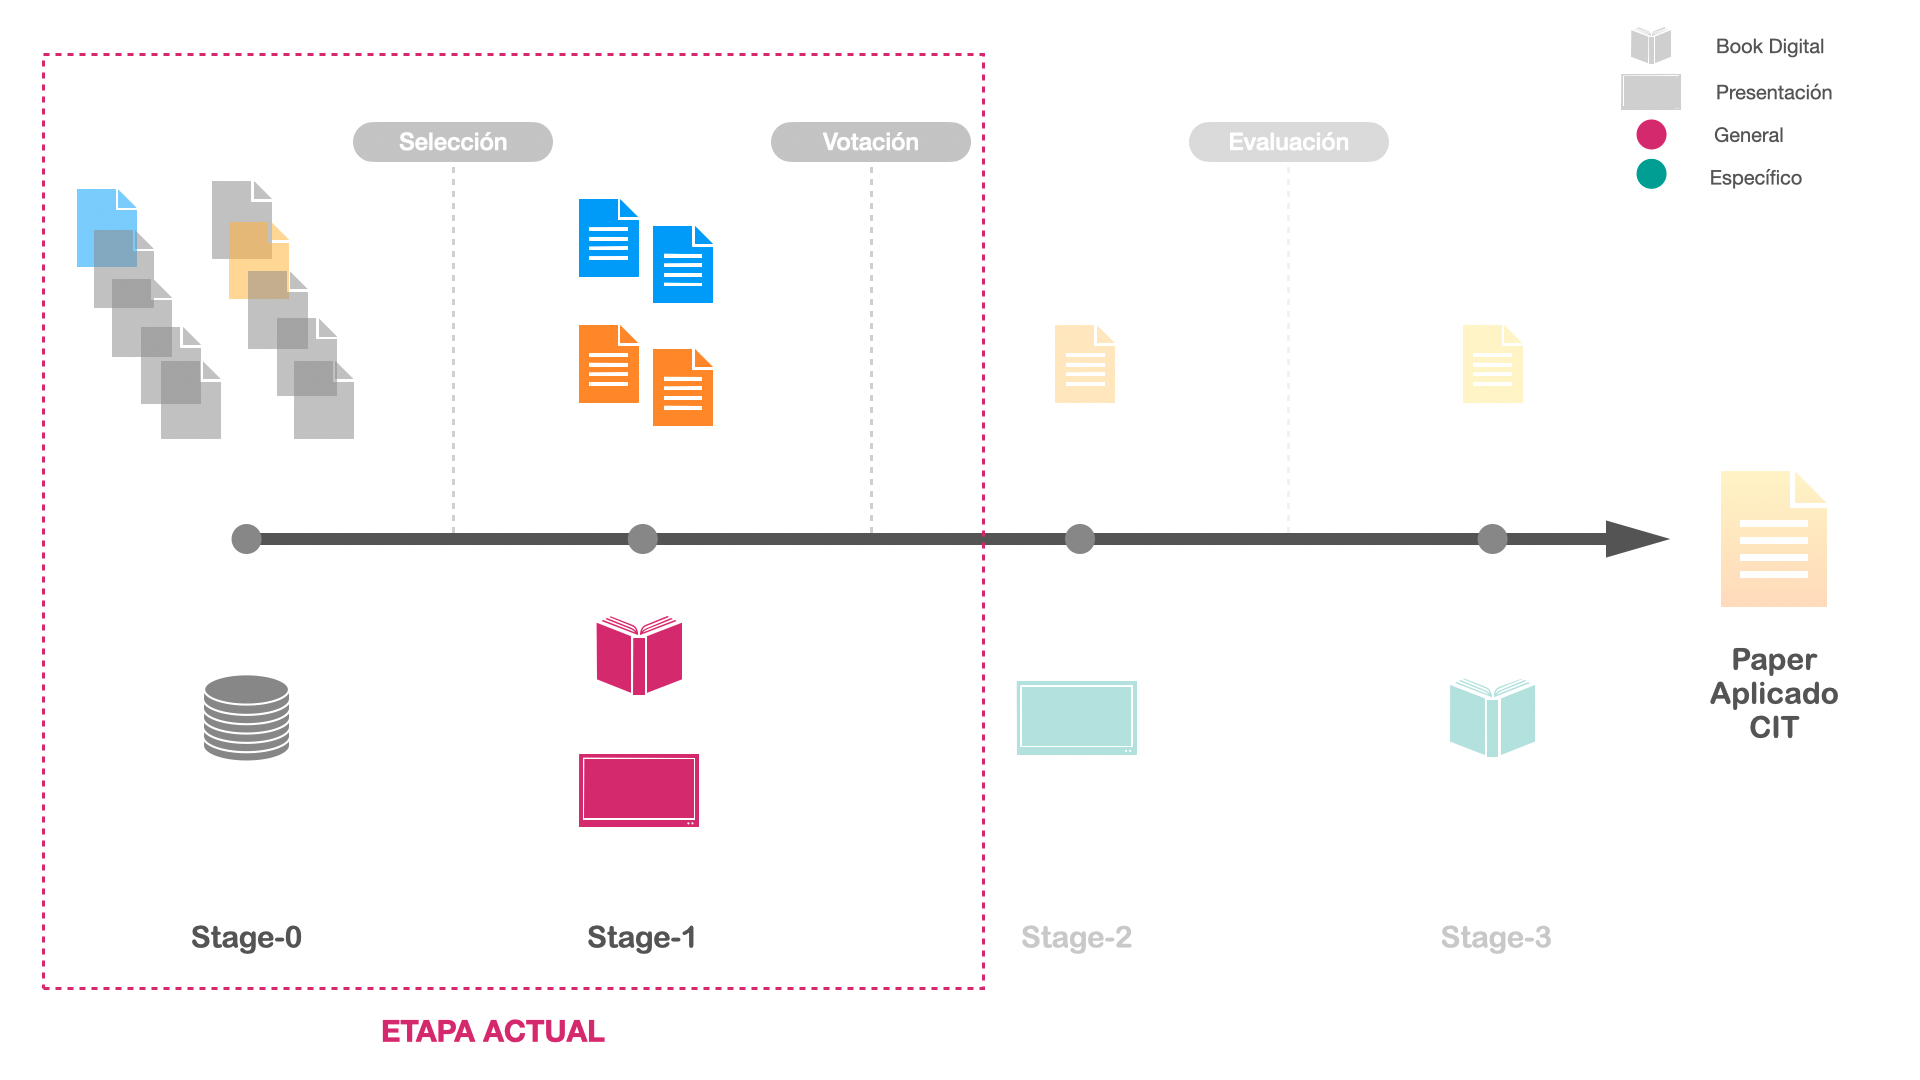 Book Digital
Presentación
General
Específico
Selección
Votación
Evaluación
Paper
Aplicado
CIT
Stage-0
Stage-1
Stage-2
Stage-3
ETAPA ACTUAL